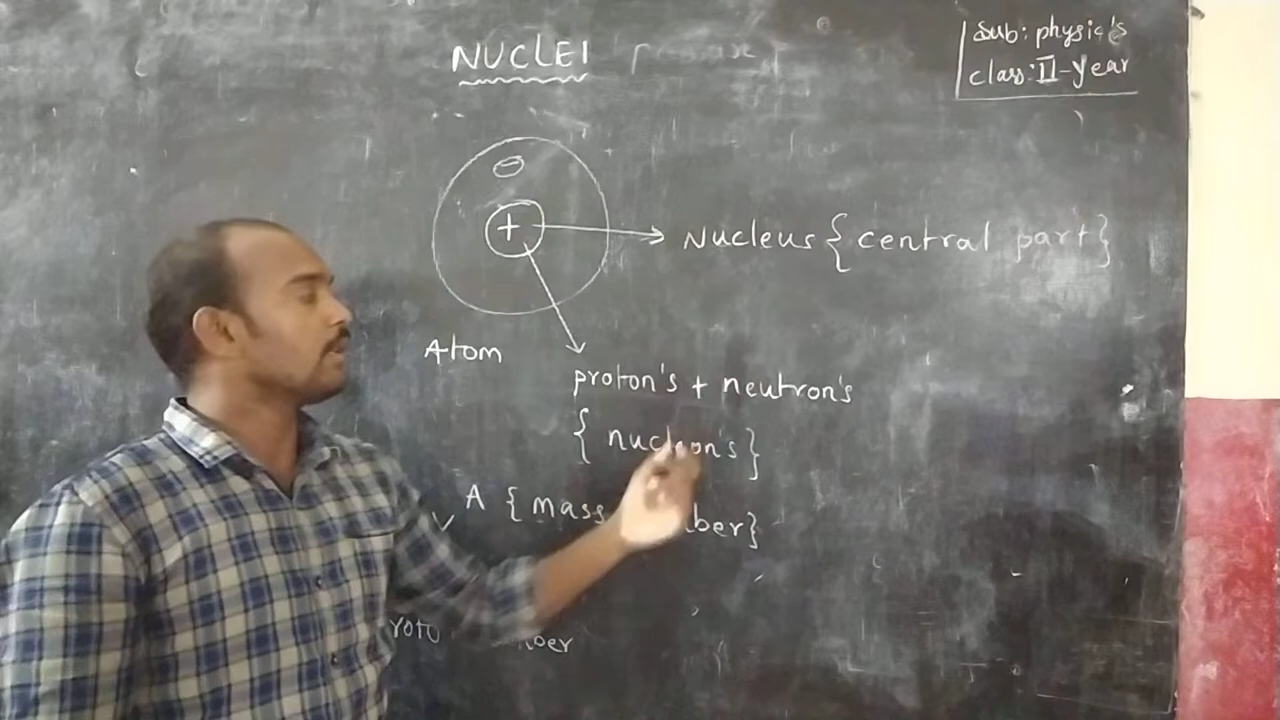 NUCLEI
Sub: physic's
class: II-year
+
Nucleus {central part}
Atom
proton's + neutron's
{nucleon's}
A {mass ber}